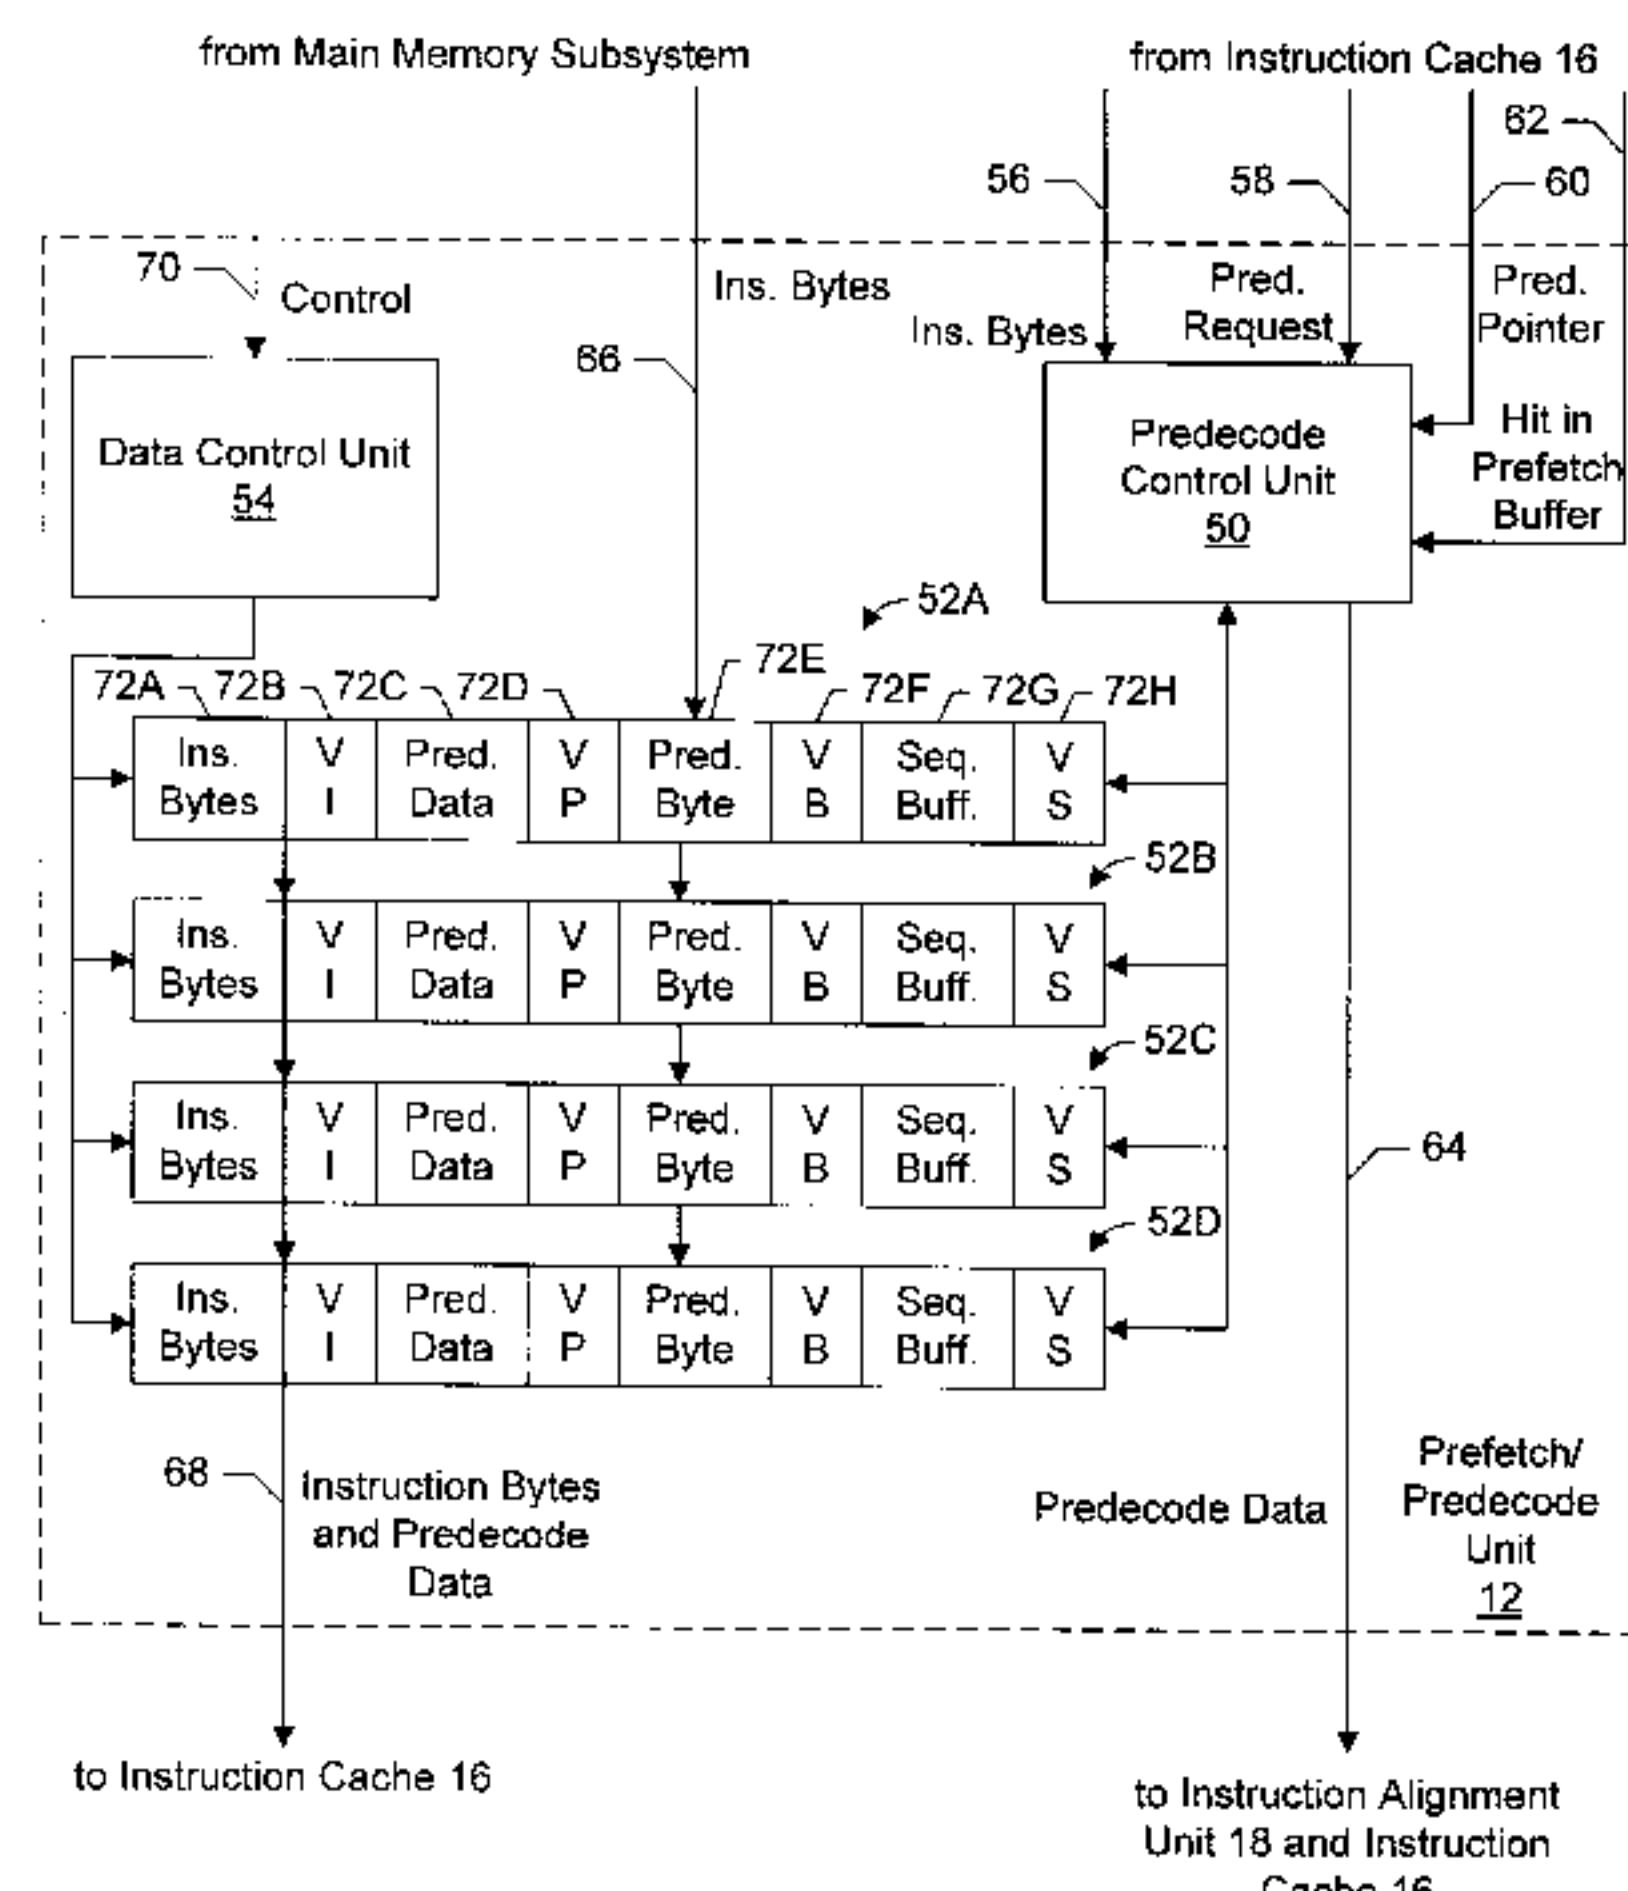 from Main Memory Subsystem
from Instruction Cache 16
62
56
58
60
70
Control
Ins. Bytes
Ins. Bytes
Pred.
Request
Pred.
Pointer
66
Data Control Unit
54
Predecode
Control Unit
50
Hit in
Prefetch
Buffer
52A
72A 72B 72C 72D 72E 72F 72G 72H
Ins. V Pred. V Pred. V Seq. V
Bytes I Data P Byte B Buff. S
52B
Ins. V Pred. V Pred. V Seq. V
Bytes I Data P Byte B Buff. S
52C
Ins. V Pred. V Pred. V Seq. V
Bytes I Data P Byte B Buff. S
64
52D
Ins. V Pred. V Pred. V Seq. V
Bytes I Data P Byte B Buff. S
68
Instruction Bytes
and Predecode
Data
Predecode Data
Prefetch/
Predecode
Unit
12
to Instruction Cache 16
to Instruction Alignment
Unit 18 and Instruction
Cache 16